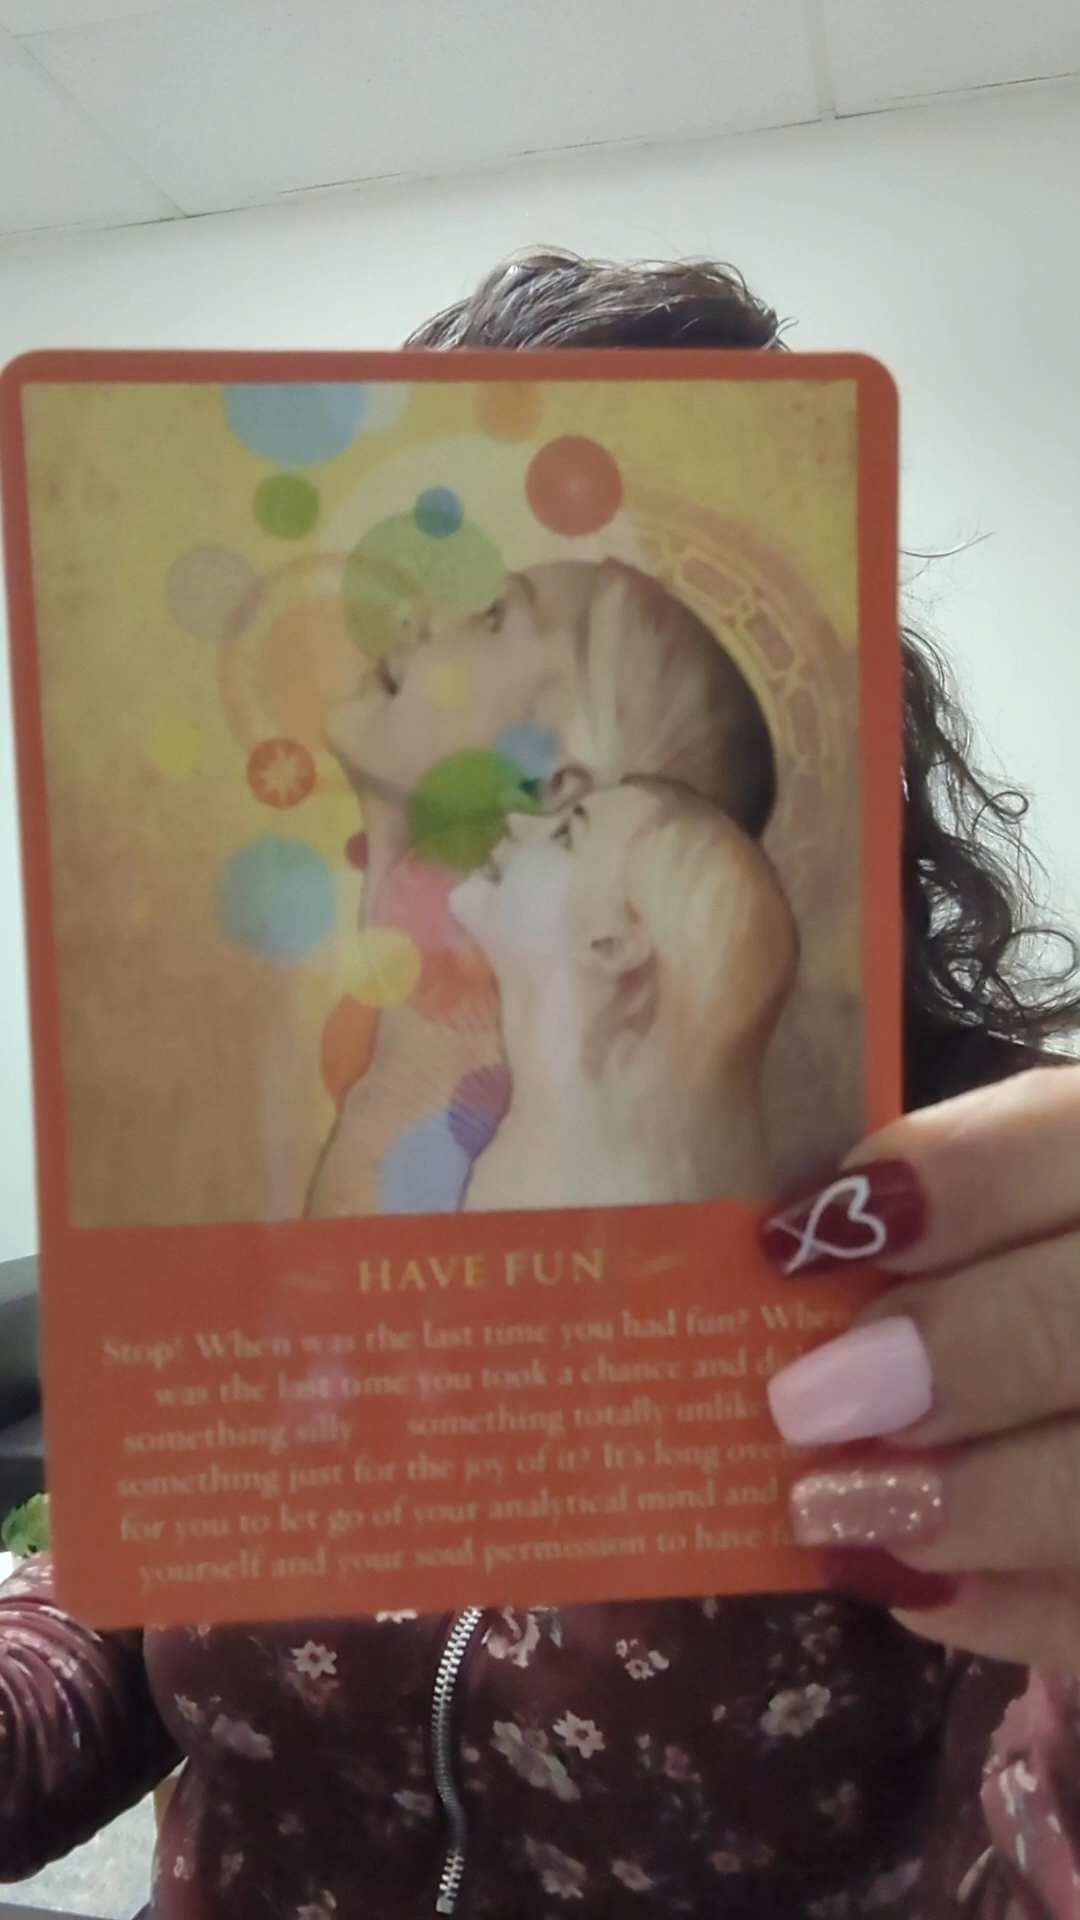 HAVE FUN
Stop! When was the last time you had fun? When
was the last time you took a chance and did
something silly something totally
something just for the joy of it? It's long
for you to let go of your analytical mind and
yourself and your soul permission to have